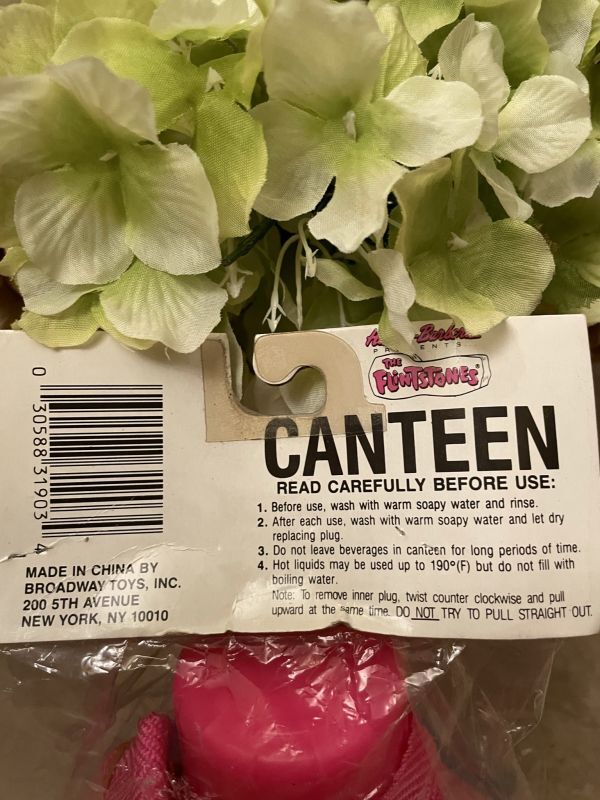 PRESENTS
THE
FLINTSTONES
CANTEEN
READ CAREFULLY BEFORE USE:
1. Before use, wash with warm soapy water and rinse.
2. After each use, wash with warm soapy water and let dry
replacing plug.
3. Do not leave beverages in canteen for long periods of time.
4. Hot liquids may be used up to 190°(F) but do not fill with
boiling water.
Note: To remove inner plug, twist counter clockwise and pull
upward at the same time. DO NOT TRY TO PULL STRAIGHT OUT.
0 30588 31903 4
MADE IN CHINA BY
BROADWAY TOYS, INC.
200 5TH AVENUE
NEW YORK, NY 10010